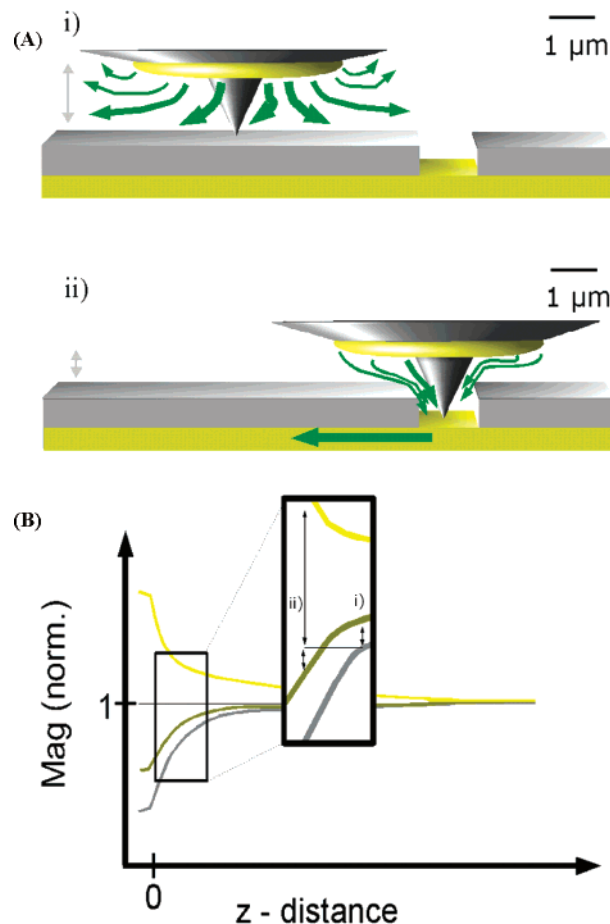 (A)
i)
1 µm
ii)
1 µm
(B)
Mag (norm.)
1
ii)
i)
0
z - distance